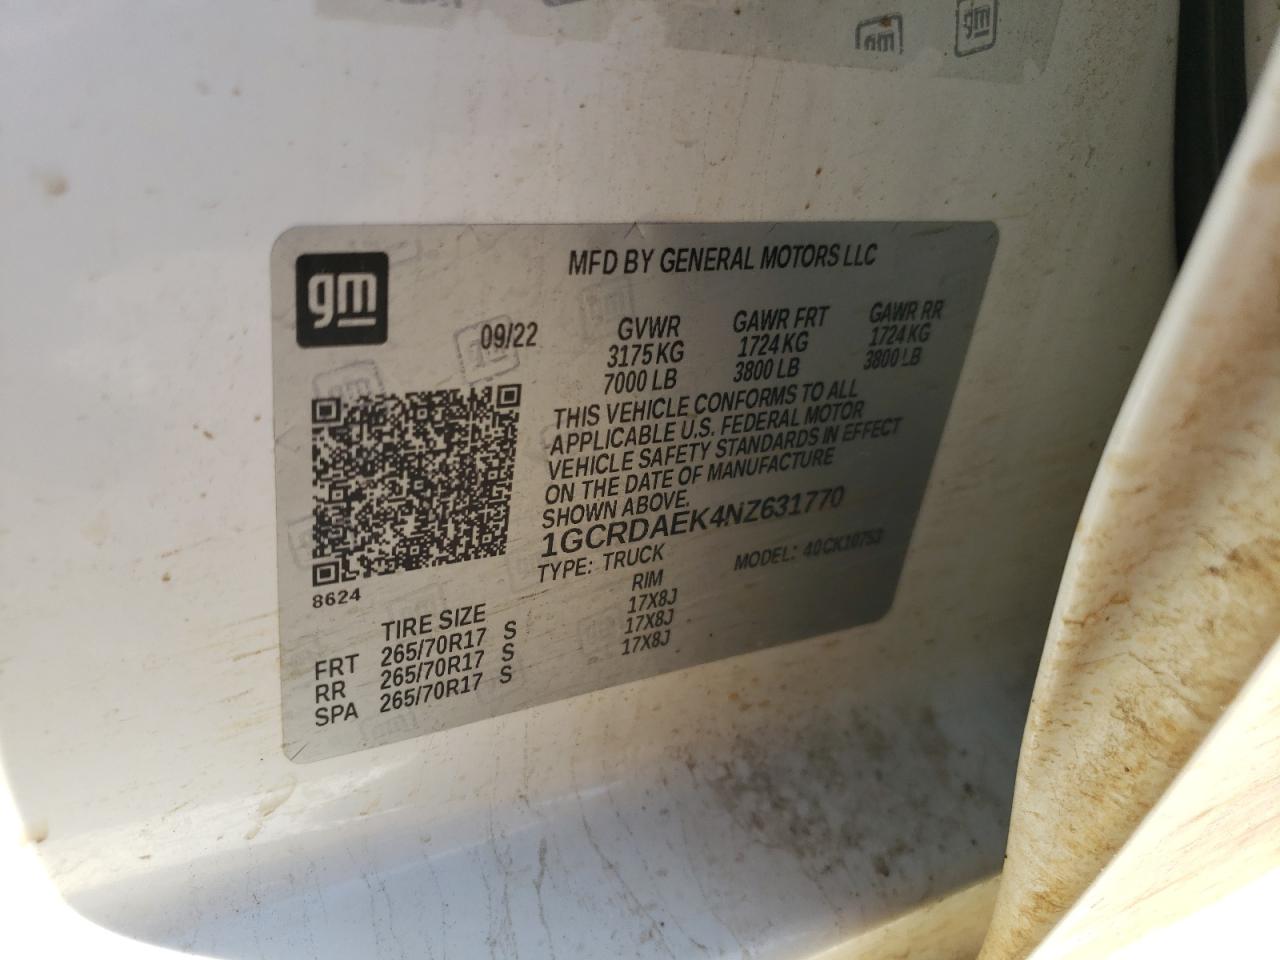 gm
gm
gm
MFD BY GENERAL MOTORS LLC
09/22
GVWR GAWR FRT GAWR RR
3175 KG 1724 KG 1724 KG
7000 LB 3800 LB 3800 LB
THIS VEHICLE CONFORMS TO ALL
APPLICABLE U.S. FEDERAL MOTOR
VEHICLE SAFETY STANDARDS IN EFFECT
ON THE DATE OF MANUFACTURE
SHOWN ABOVE.
1GCRDAEK4NZ631770
TYPE: TRUCK MODEL: 40CK10753
8624
TIRE SIZE RIM
FRT 265/70R17 S 17X8J
RR 265/70R17 S 17X8J
SPA 265/70R17 S 17X8J